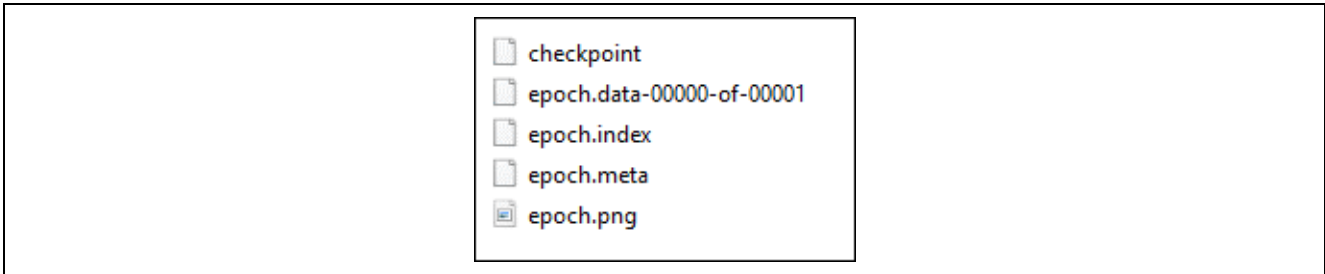 checkpoint
epoch.data-00000-of-00001
epoch.index
epoch.meta
epoch.png